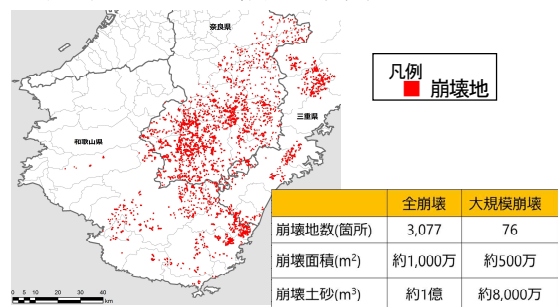 奈良県
三重県
和歌山県
凡例
崩壊地
全崩壊 大規模崩壊
崩壊地数(箇所) 3,077 76
崩壊面積(m2) 約1,000万 約500万
崩壊土砂(m3) 約1億 約8,000万
0 5 10 20 30 40
km